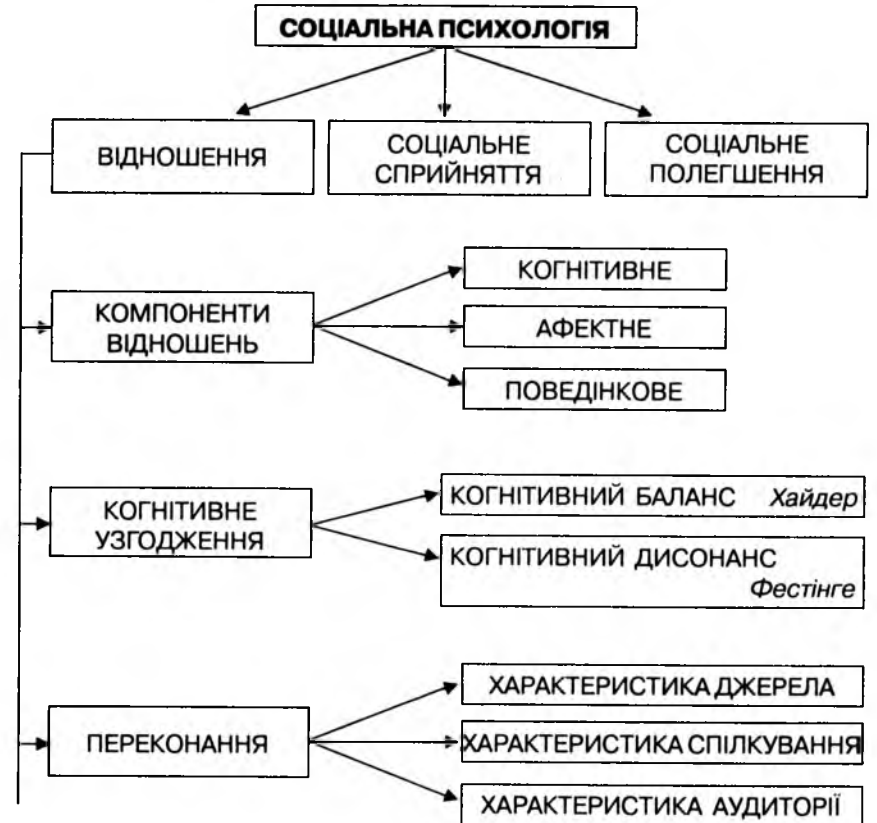 СОЦІАЛЬНА ПСИХОЛОГІЯ
ВІДНОШЕННЯ
СОЦІАЛЬНЕ
СПРИЙНЯТТЯ
СОЦІАЛЬНЕ
ПОЛЕГШЕННЯ
КОМПОНЕНТИ
ВІДНОШЕНЬ
КОГНІТИВНЕ
АФЕКТНЕ
ПОВЕДІНКОВЕ
КОГНІТИВНЕ
УЗГОДЖЕННЯ
КОГНІТИВНИЙ БАЛАНС Хайдер
КОГНІТИВНИЙ ДИСОНАНС
Фестінге
ПЕРЕКОНАННЯ
ХАРАКТЕРИСТИКА ДЖЕРЕЛА
ХАРАКТЕРИСТИКА СПІЛКУВАННЯ
ХАРАКТЕРИСТИКА АУДИТОРІЇ